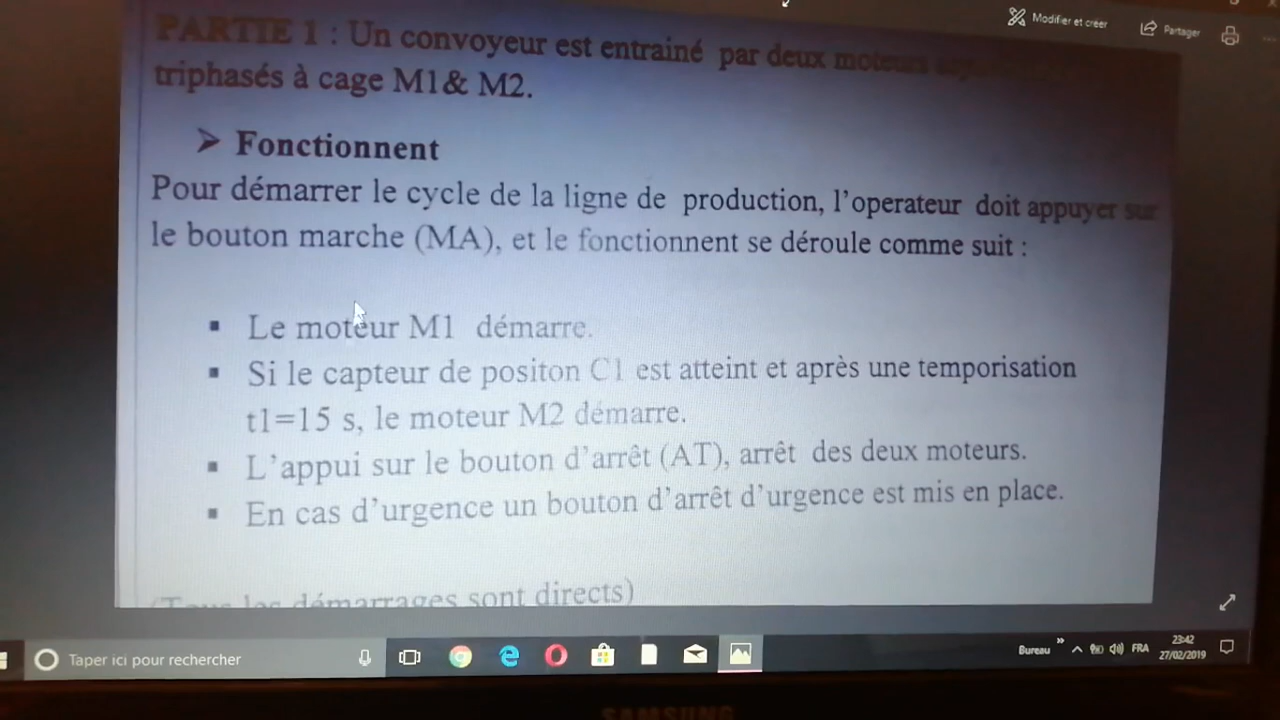 Modifier et créer
Partager
PARTIE 1 : Un convoyeur est entrainé par deux moteurs
triphasés à cage M1& M2.
➤ Fonctionnent
Pour démarrer le cycle de la ligne de production, l'operateur doit appuyer sur
le bouton marche (MA), et le fonctionnent se déroule comme suit :
▪ Le moteur M1 démarre.
▪ Si le capteur de positon C1 est atteint et après une temporisation
t1=15 s, le moteur M2 démarre.
▪ L'appui sur le bouton d'arrêt (AT), arrêt des deux moteurs.
▪ En cas d'urgence un bouton d'arrêt d'urgence est mis en place.
(Tous les démarrages sont directs)
Taper ici pour rechercher
Bureau
FRA
23:42
27/02/2019
SAMSUNG